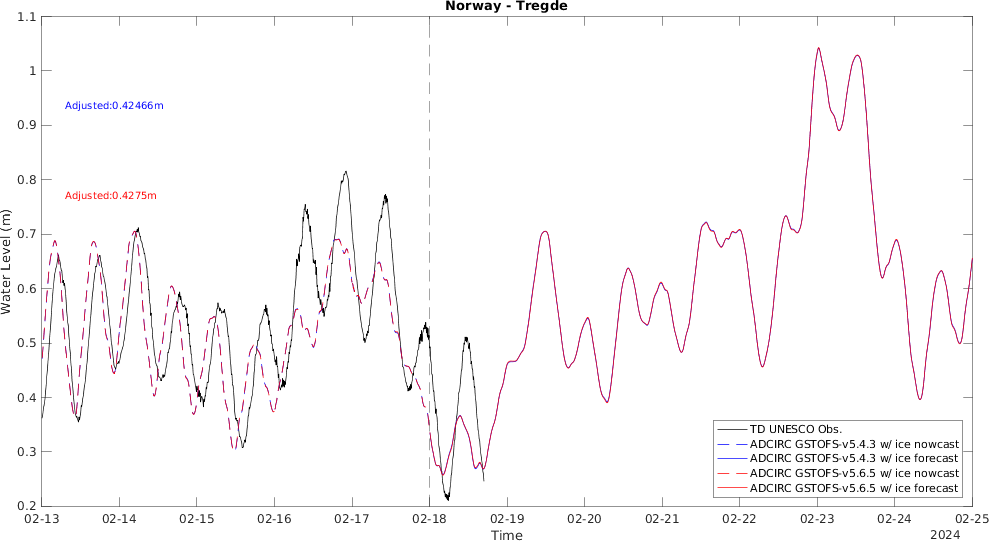 Norway - Tregde
Water Level (m)
1.1
1
0.9
0.8
0.7
0.6
0.5
0.4
0.3
0.2
Adjusted:0.42466m
Adjusted:0.4275m
TD UNESCO Obs.
ADCIRC GSTOFS-v5.4.3 w/ ice nowcast
ADCIRC GSTOFS-v5.4.3 w/ ice forecast
ADCIRC GSTOFS-v5.6.5 w/ ice nowcast
ADCIRC GSTOFS-v5.6.5 w/ ice forecast
02-13 02-14 02-15 02-16 02-17 02-18 02-19 02-20 02-21 02-22 02-23 02-24 02-25
Time
2024